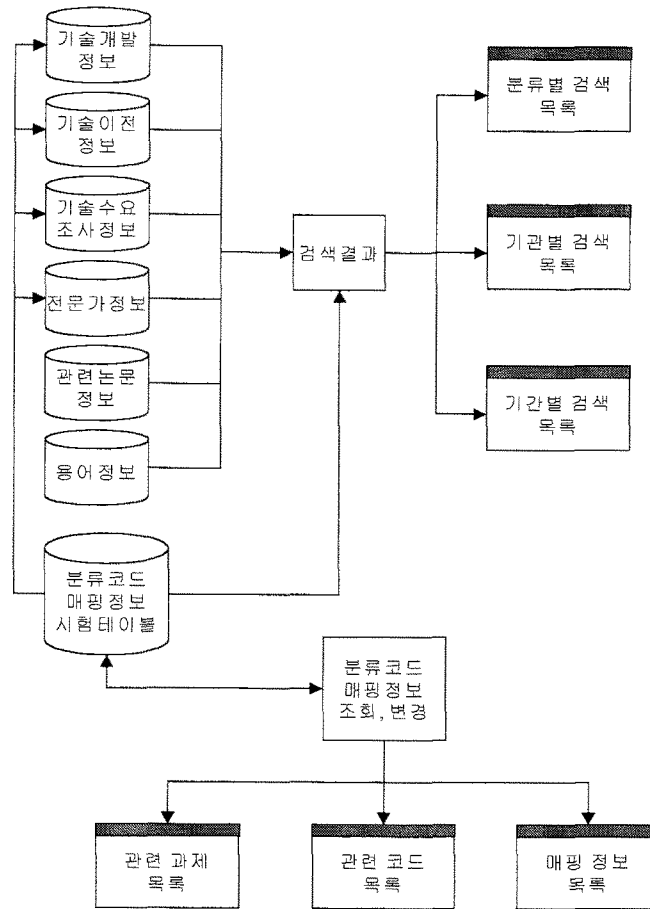 기술개발
정보
기술이전
정보
기술수요
조사정보
전문가정보
관련논문
정보
용어정보
분류코드
매핑정보
시험테이블
검색결과
분류별 검색
목록
기관별 검색
목록
기간별 검색
목록
분류코드
매핑정보
조회, 변경
관련 과제
목록
관련 코드
목록
매핑 정보
목록